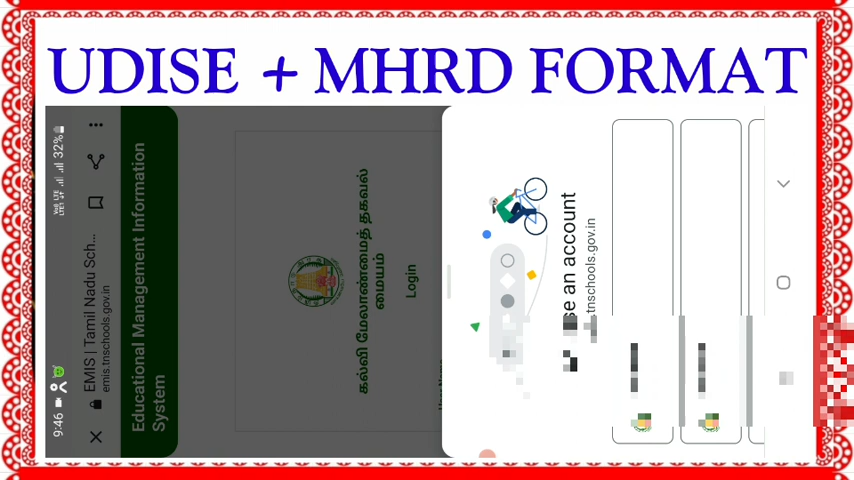 UDISE + MHRD FORMAT
9:46
32%
EMIS | Tamil Nadu Sch...
emis.tnschools.gov.in
Educational Management Information
System
கல்வி மேலாண்மைத் தகவல்
மையம்
Login
an account
tnschools.gov.in